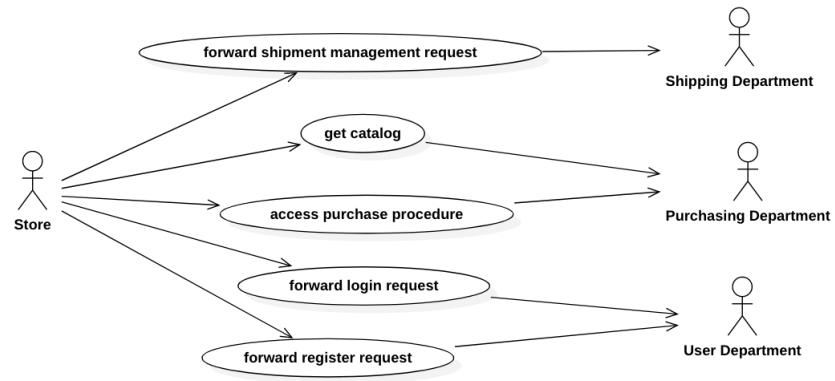 forward shipment management request
Shipping Department
get catalog
Store
access purchase procedure
Purchasing Department
forward login request
User Department
forward register request